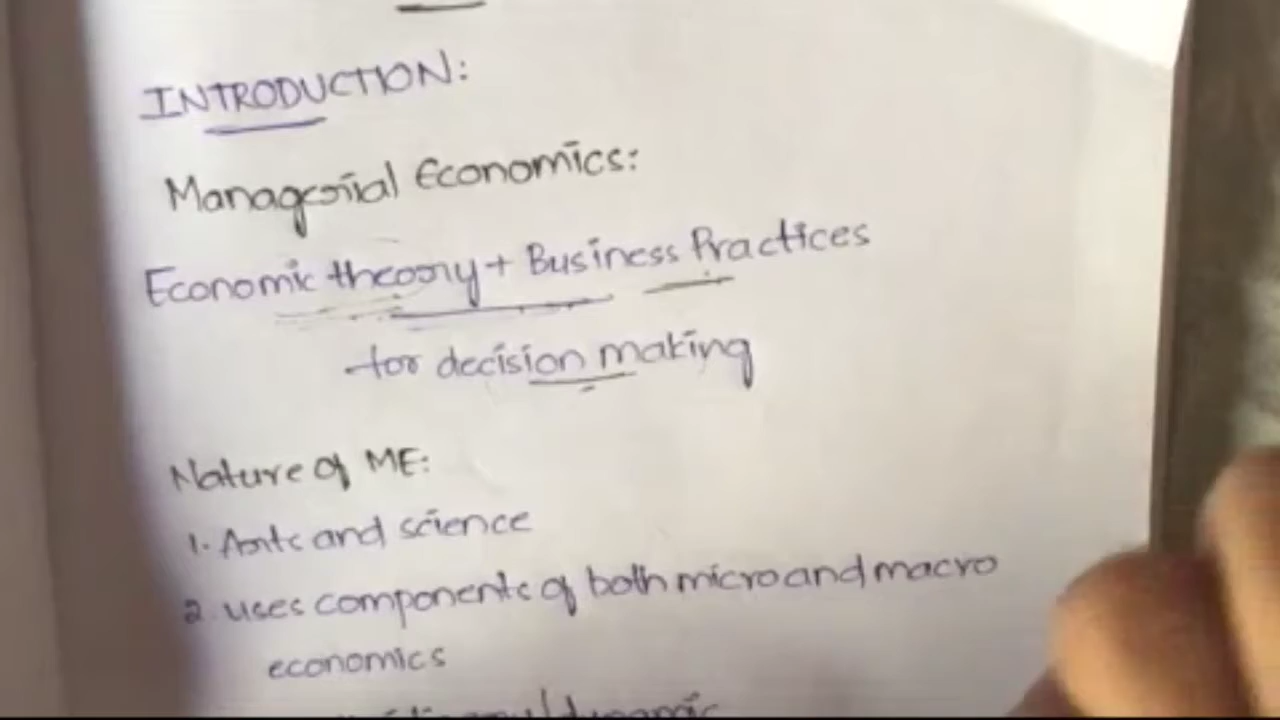 INTRODUCTION:
Managerial Economics:
Economic theory + Business Practices
for decision making
Nature of ME:
1. Arts and science
2. uses components of both micro and macro
economics
dynamic